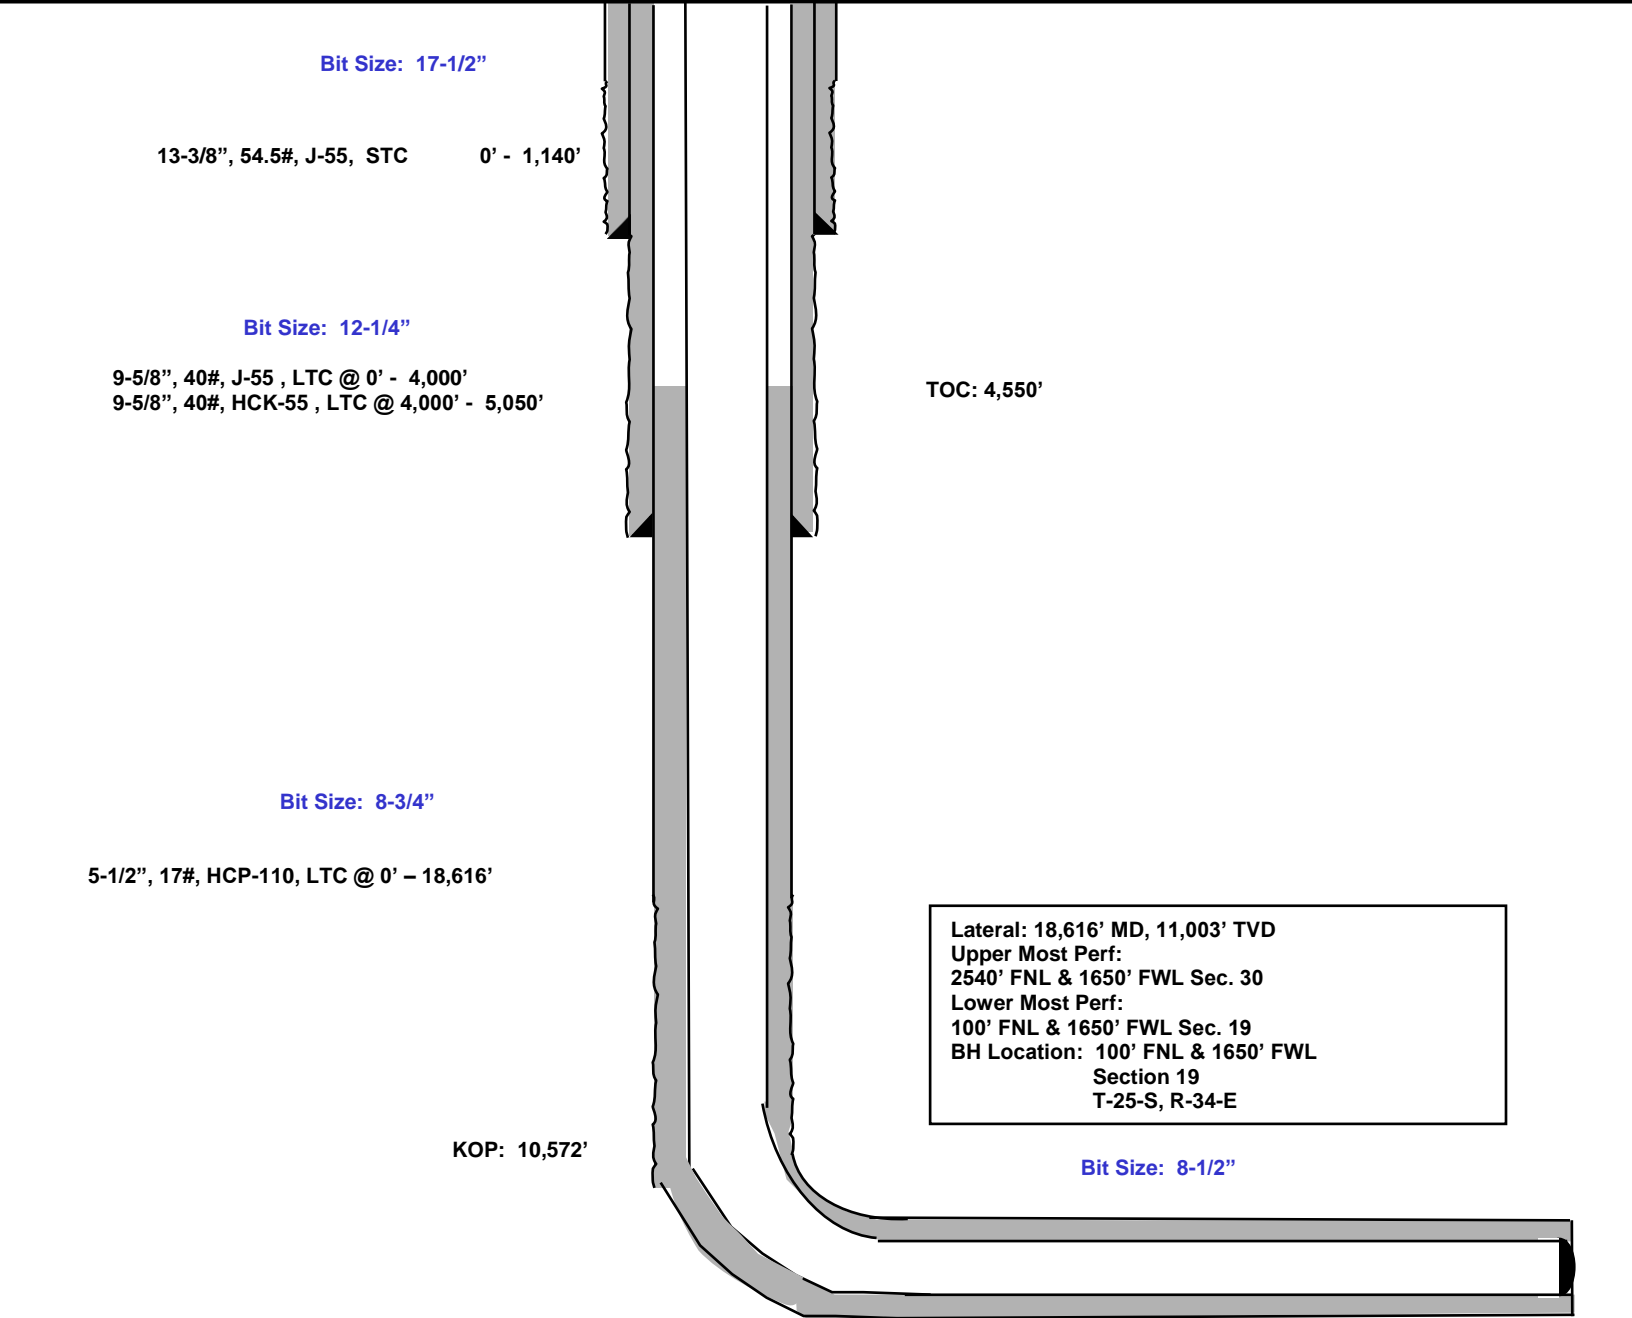 Bit Size: 17-1/2”
13-3/8”, 54.5#, J-55, STC 0’ - 1,140’
Bit Size: 12-1/4”
9-5/8”, 40#, J-55 , LTC @ 0’ - 4,000’
9-5/8”, 40#, HCK-55 , LTC @ 4,000’ - 5,050’
TOC: 4,550’
Bit Size: 8-3/4”
5-1/2”, 17#, HCP-110, LTC @ 0’ – 18,616’
Lateral: 18,616’ MD, 11,003’ TVD
Upper Most Perf:
2540’ FNL & 1650’ FWL Sec. 30
Lower Most Perf:
100’ FNL & 1650’ FWL Sec. 19
BH Location: 100’ FNL & 1650’ FWL
Section 19
T-25-S, R-34-E
KOP: 10,572’
Bit Size: 8-1/2”